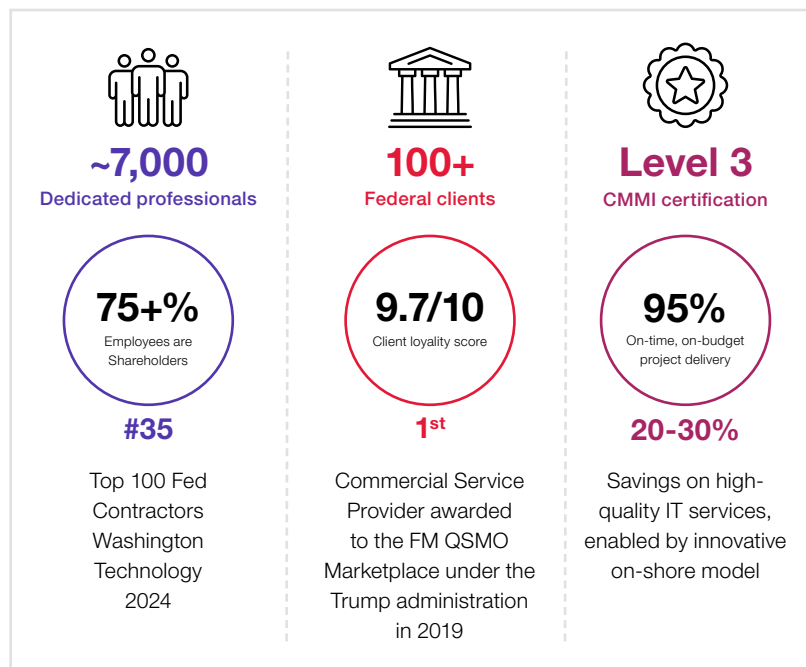 ~7,000
Dedicated professionals
75+%
Employees are
Shareholders
#35
Top 100 Fed
Contractors
Washington
Technology
2024
100+
Federal clients
9.7/10
Client loyality score
1st
Commercial Service
Provider awarded
to the FM QSMO
Marketplace under the
Trump administration
in 2019
Level 3
CMMI certification
95%
On-time, on-budget
project delivery
20-30%
Savings on high-
quality IT services,
enabled by innovative
on-shore model